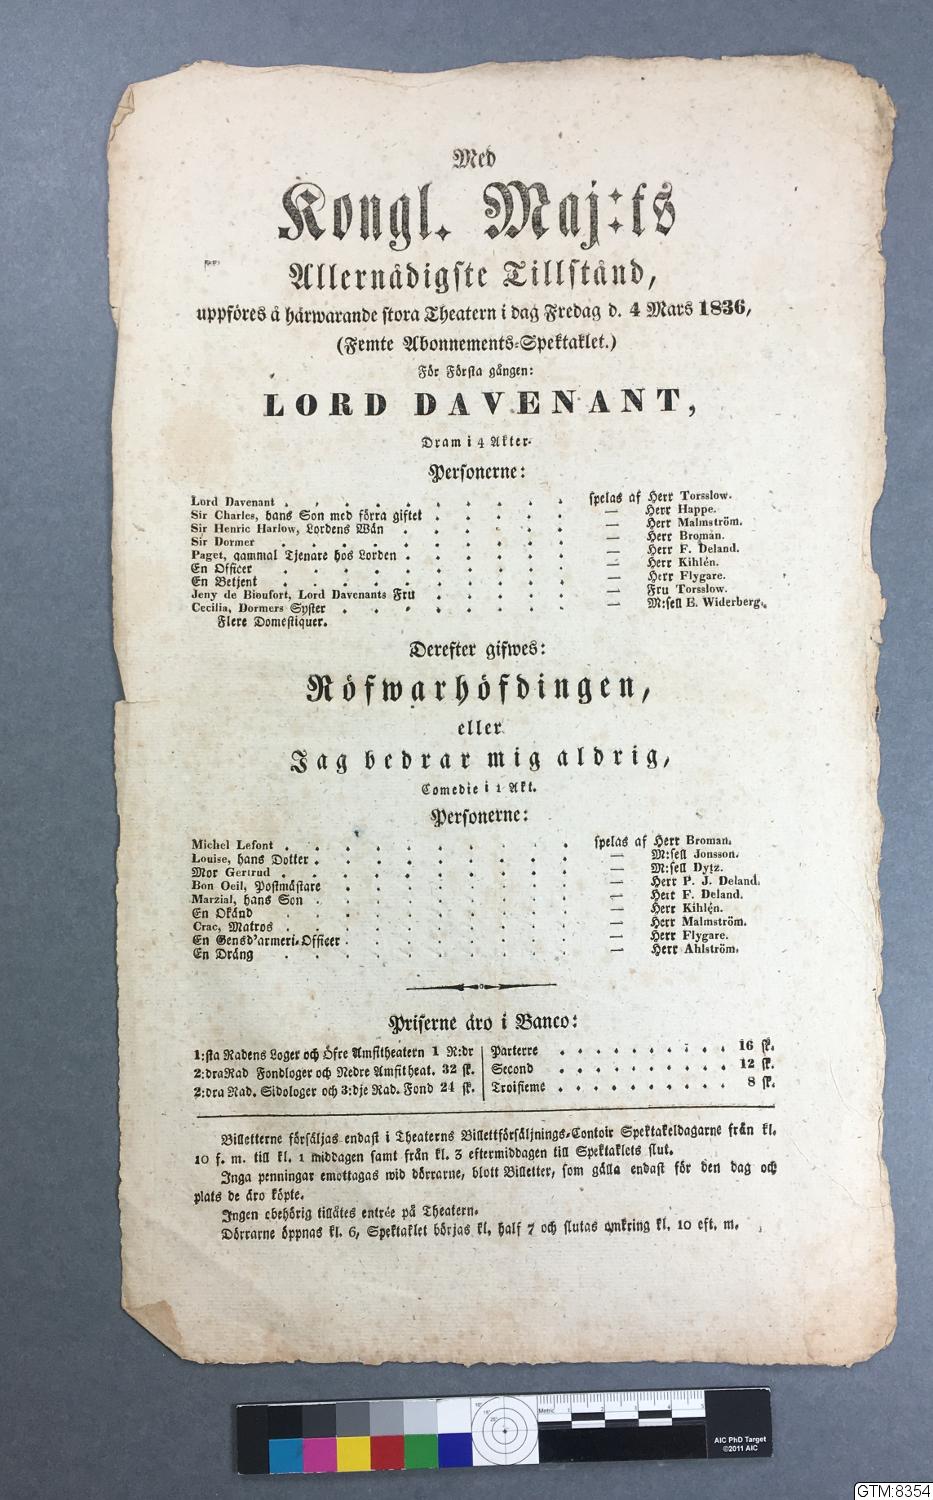 Med
Kongl. Maj:ts
Allernådigste Tillstånd,
uppföres å härwarande stora Theatern i dag Fredag d. 4 Mars 1836,
(Femte Abonnements-Spektaklet.)
För Första gången:
LORD DAVENANT,
Dram i 4 Akter.
Personerne:
Lord Davenant . . . . . . . . . . spelas af Herr Torsslow.
Sir Charles, hans Son med förra giftet . . . . . — Herr Happe.
Sir Henric Harlow, Lordens Wän . . . . . . — Herr Malmström.
Sir Dormer . . . . . . . . . . — Herr Broman.
Paget, gammal Tjenare hos Lorden . . . . . . — Herr F. Deland.
En Officer . . . . . . . . . . — Herr Kihlén.
En Betjent . . . . . . . . . . — Herr Flygare.
Jeny de Bioufort, Lord Davenants Fru . . . . . — Fru Torsslow.
Cecilia, Dormers Syster . . . . . . . . — M:sell E. Widerberg.
Flere Domestiquer.
Derefter gifwes:
Röfwarhöfdingen,
eller
Jag bedrar mig aldrig,
Comedie i 1 Akt.
Personerne:
Michel Lefont . . . . . . . . . . spelas af Herr Broman.
Louise, hans Dotter . . . . . . . . . — M:sell Jonsson.
Mor Gertrud . . . . . . . . . . — M:sell Dytz.
Bon Oeil, Postmästare . . . . . . . . — Herr P. J. Deland.
Marzial, hans Son . . . . . . . . . — Herr F. Deland.
En Okänd . . . . . . . . . . — Herr Kihlén.
Crac, Matros . . . . . . . . . . — Herr Malmström.
En Gensd'armeri-Officer . . . . . . . . — Herr Flygare.
En Dräng . . . . . . . . . . — Herr Ahlström.
Priserne äro i Banco:
1:sta Radens Loger och Öfre Amfitheatern 1 R:dr
2:dra Rad Fondloger och Nedre Amfitheat. 32 sk.
2:dra Rad. Sidologer och 3:dje Rad. Fond 24 sk.
Parterre . . . . . . . . . . 16 sk.
Second . . . . . . . . . . 12 sk.
Troisieme . . . . . . . . . . 8 sk.
Billetterne försäljas endast i Theaterns Billettförsäljnings-Contoir Spektakeldagarne från kl.
10 f. m. till kl. 1 middagen samt från kl. 3 eftermiddagen till Spektaklets slut.
Inga penningar emottagas wid dörrarne, blott Billetter, som gälla endast för den dag och
plats de äro köpte.
Ingen obehörig tillåtes entrée på Theatern.
Dörrarne öppnas kl. 6, Spektaklet börjas kl. half 7 och slutas omkring kl. 10 eft. m.
Metric 1 2 3 4 5
AIC PhD Target
©2011 AIC
GTM:8354